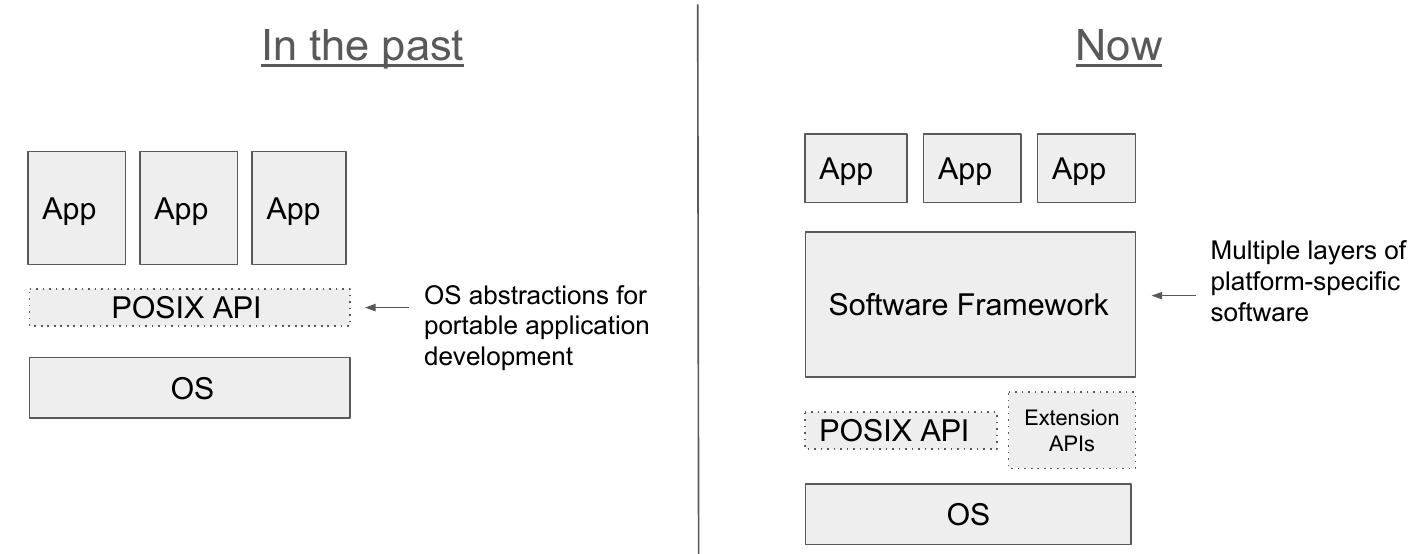 In the past
App
App
App
POSIX API
OS abstractions for
portable application
development
OS
Now
App
App
App
Software Framework
Multiple layers of
platform-specific
software
POSIX API
Extension
APIs
OS